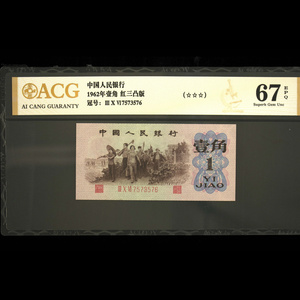 ACG
AI CANG GUARANTY
中国人民银行
1962年壹角 红三凸版
冠号: Ⅲ Ⅹ Ⅵ 7573576
(☆☆☆)
67 EPQ
Superb Gem Unc
中國人民銀行
壹角
1
YI JIAO
Ⅲ Ⅹ Ⅵ 7573576